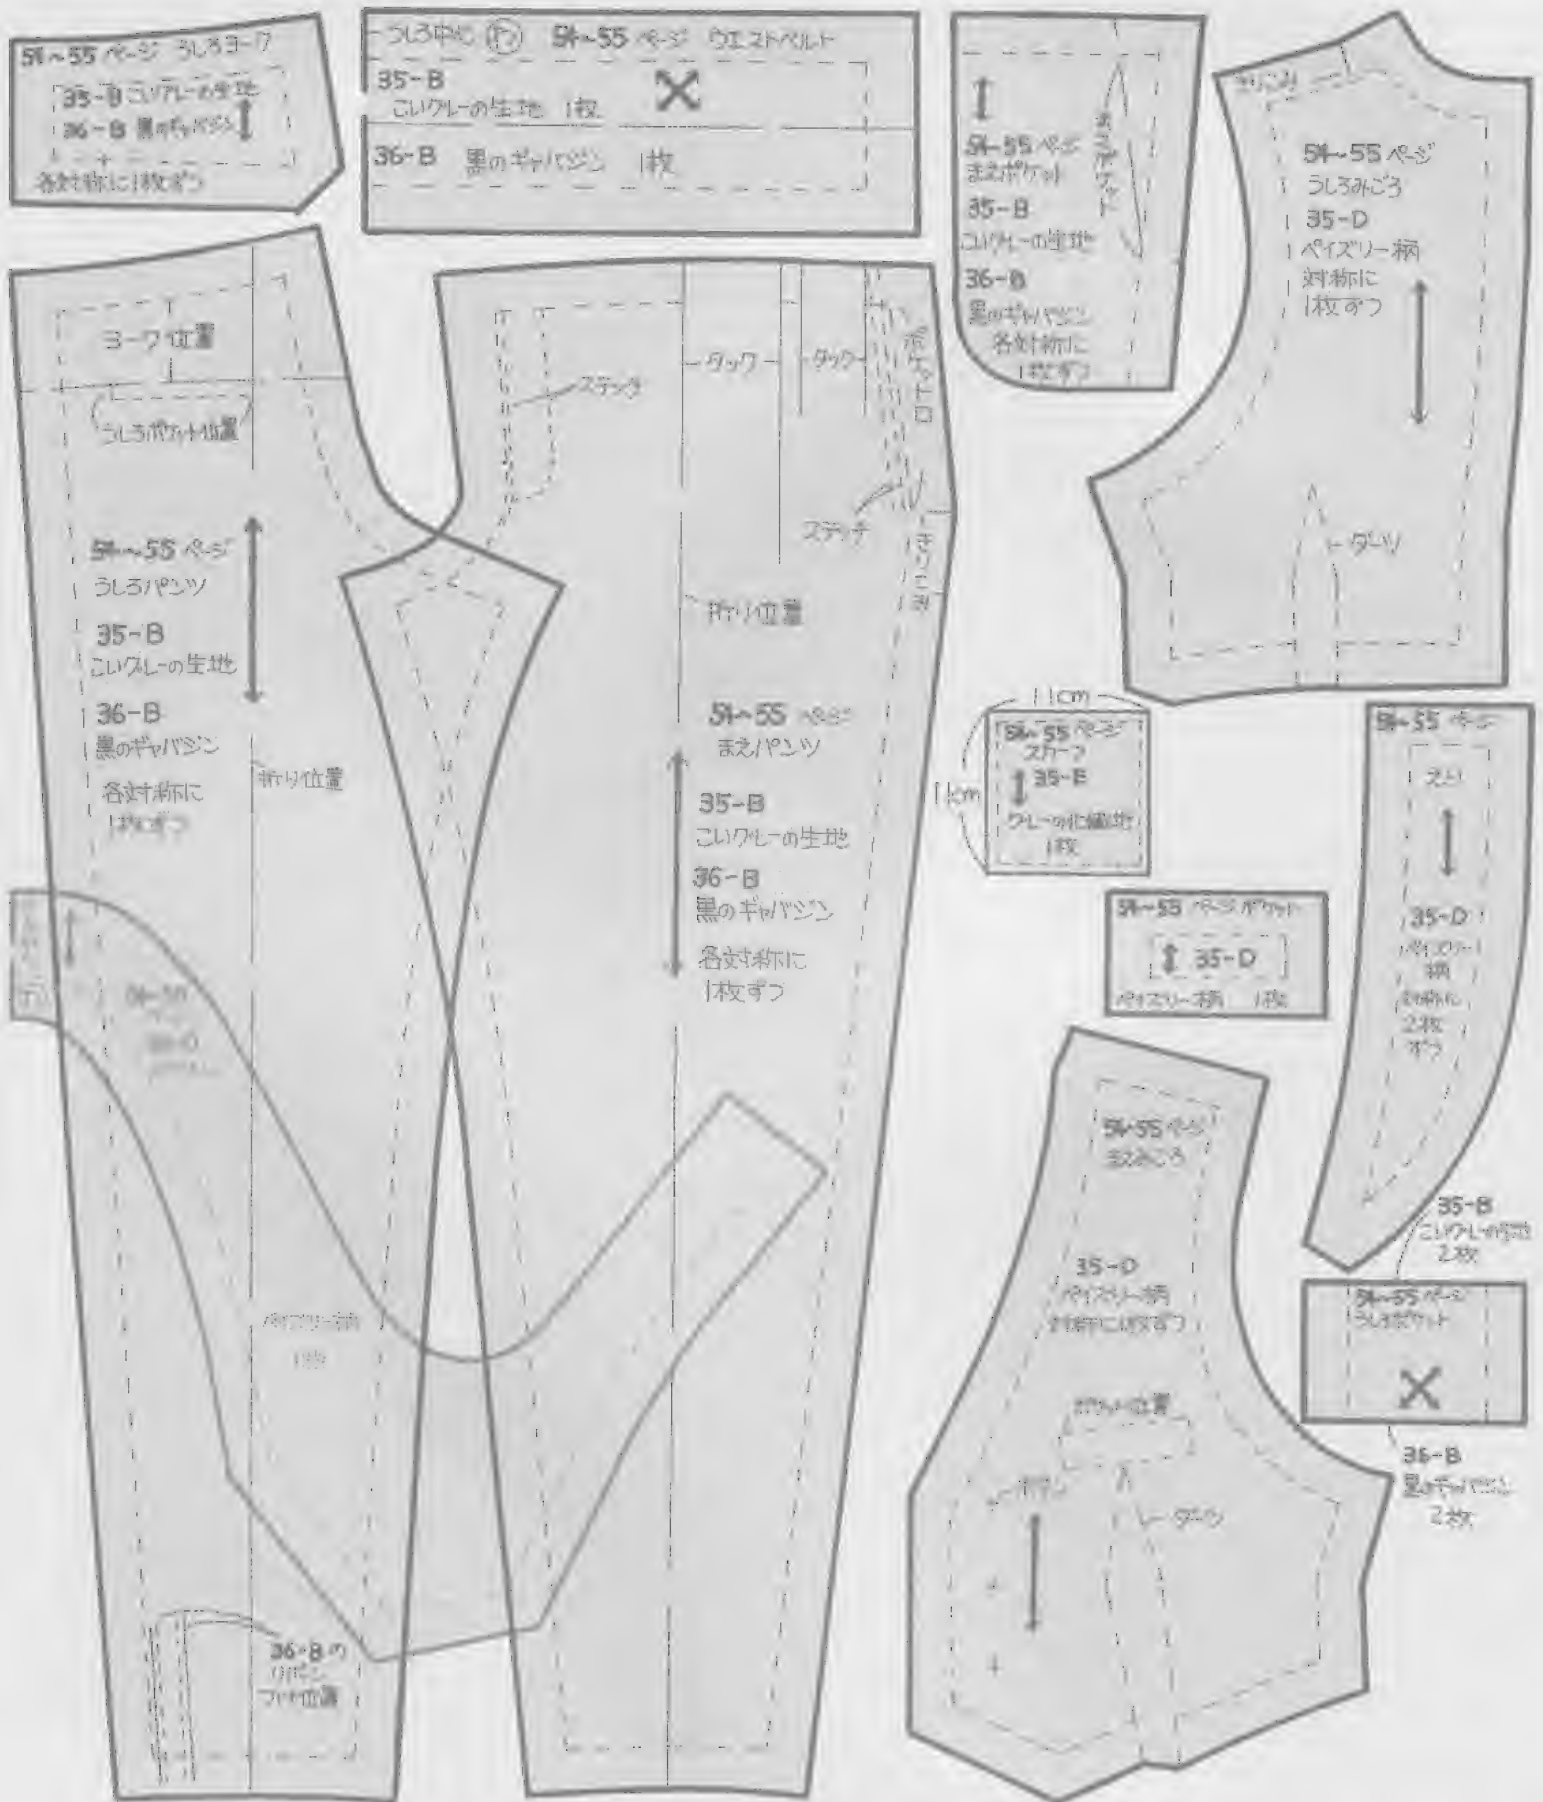 54~55 ページ うしろヨーク
35-B こいグレーの生地
36-B 黒のギャバジン
各対称に1枚ずつ
うしろ中心 わ 54~55 ページ ウエストベルト
35-B
こいグレーの生地 1枚
36-B 黒のギャバジン 1枚
54~55 ページ
まえポケット
35-B
こいグレーの生地
36-B
黒のギャバジン
各対称に
1枚ずつ
きりこみ
54~55 ページ
うしろみごろ
35-D
ペイズリー柄
対称に
1枚ずつ
ダーツ
ヨーク位置
うしろポケット位置
54~55 ページ
うしろパンツ
35-B
こいグレーの生地
36-B
黒のギャバジン
各対称に
1枚ずつ
折り位置
36-Bの
リボン
つけ位置
ステッチ
タック
タック
ポケット口
ステッチ
きりこみ
折り位置
54~55 ページ
まえパンツ
35-B
こいグレーの生地
36-B
黒のギャバジン
各対称に
1枚ずつ
ペイズリー柄
1枚
11cm
11cm
54~55 ページ
スカーフ
35-E
グレーの化繊地
1枚
54~55 ページ
えり
35-D
ペイズリー
柄
対称に
2枚
ずつ
54~55 ページ ポケット
35-D
ペイズリー柄 1枚
54~55 ページ
まえみごろ
35-D
ペイズリー柄
対称に1枚ずつ
ポケット位置
ボタン
ダーツ
35-B
こいグレーの生地
2枚
54~55 ページ
うしろポケット
36-B
黒のギャバジン
2枚